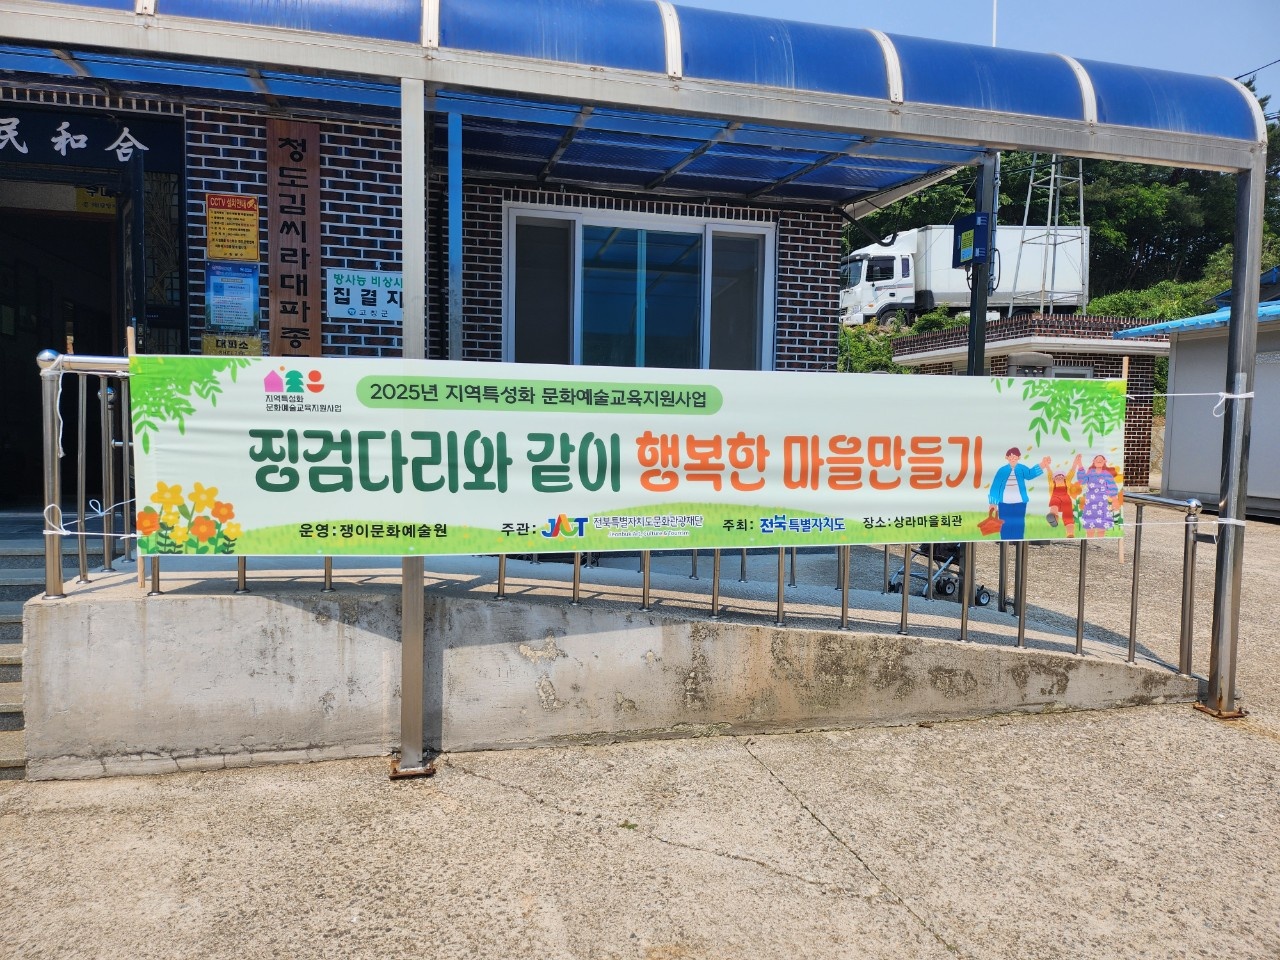 民和合
청도김씨라대파종
CCTV 설치안내
방사능 비상시
집결지
고창군
대피소
지역특성화
문화예술교육지원사업
2025년 지역특성화 문화예술교육지원사업
징검다리와 같이 행복한 마을만들기
운영:쟁이문화예술원 주관: JACT 전북특별자치도문화관광재단 주최: 전북특별자치도 장소:상라마을회관